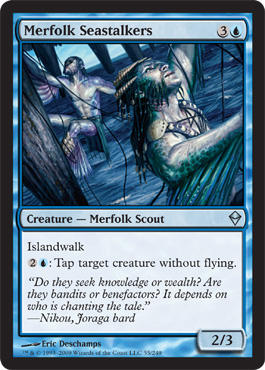 Merfolk Seastalkers 3
Creature — Merfolk Scout
Islandwalk
2 : Tap target creature without flying.
“Do they seek knowledge or wealth? Are
they bandits or benefactors? It depends on
who is chanting the tale.”
—Nikou, Joraga bard
Eric Deschamps
™ & © 1993–2009 Wizards of the Coast LLC 55/249
2/3